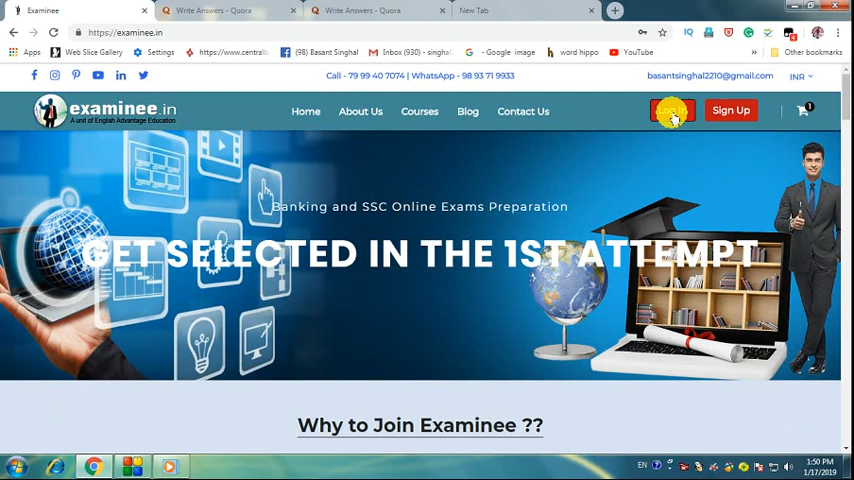 Examinee
Write Answers - Quora
Write Answers - Quora
New Tab
https://examinee.in
Apps
Web Slice Gallery
Settings
https://www.centralb
(98) Basant Singhal
Inbox (930) - singhal
- Google image
word hippo
YouTube
Other bookmarks
Call - 79 99 40 7074 | WhatsApp - 98 93 71 9933
basantsinghal2210@gmail.com
INR
examinee.in
A unit of English Advantage Education
Home
About Us
Courses
Blog
Contact Us
Log In
Sign Up
1
Banking and SSC Online Exams Preparation
GET SELECTED IN THE 1ST ATTEMPT
Why to Join Examinee ??
EN
1:50 PM
1/17/2019